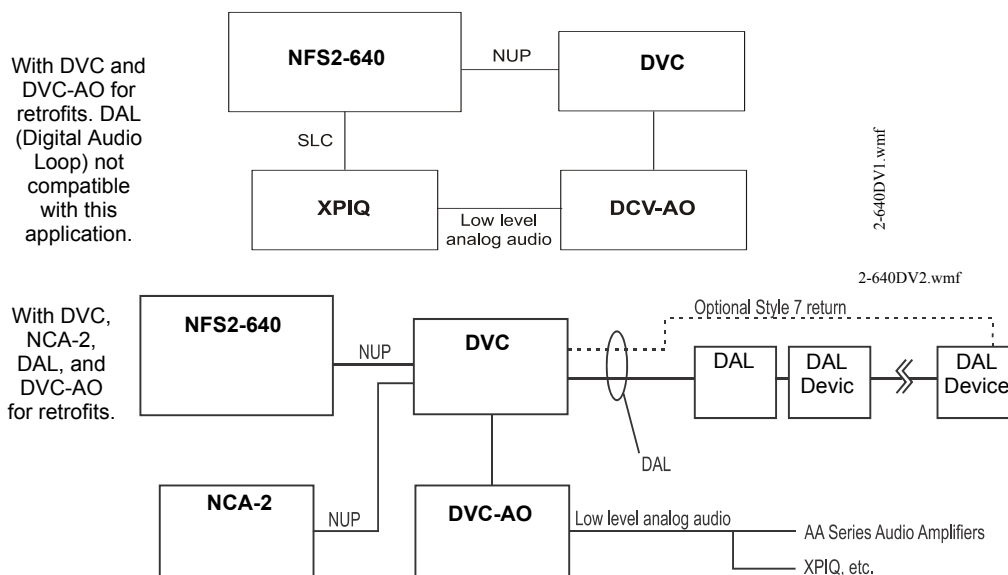 With DVC and
DVC-AO for
retrofits. DAL
(Digital Audio
Loop) not
compatible
with this
application.
NFS2-640
NUP
DVC
SLC
XPIQ
Low level
analog audio
DCV-AO
2-640DV1.wmf
2-640DV2.wmf
With DVC,
NCA-2,
DAL, and
DVC-AO
for retrofits.
NFS2-640
NUP
DVC
Optional Style 7 return
DAL
DAL
Devic
DAL
Device
DAL
NCA-2
NUP
DVC-AO
Low level analog audio
AA Series Audio Amplifiers
XPIQ, etc.